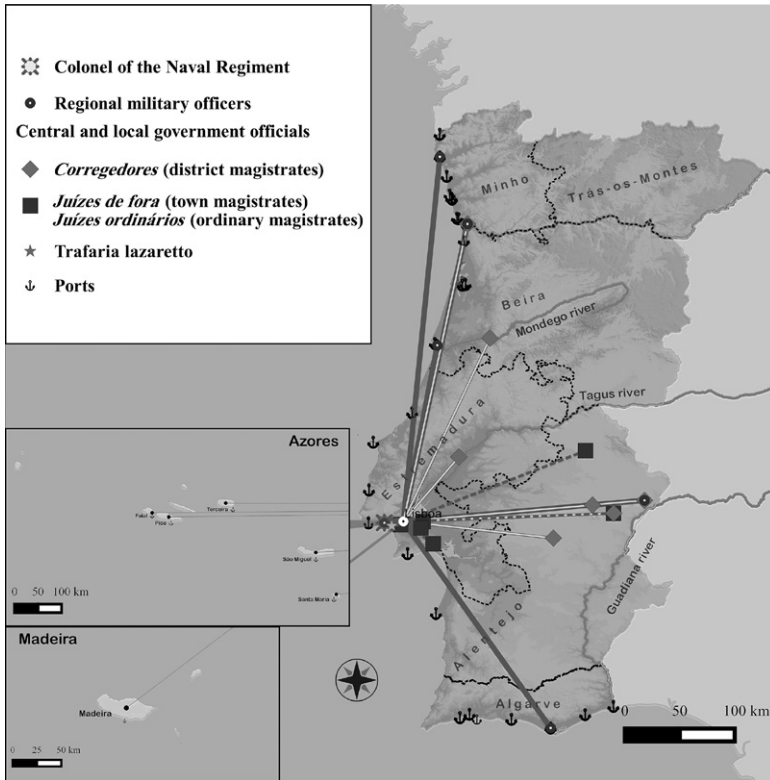 Colonel of the Naval Regiment
Regional military officers
Central and local government officials
Corregedores (district magistrates)
Juízes de fora (town magistrates)
Juízes ordinários (ordinary magistrates)
Trafaria lazaretto
Ports
Minho
Trás-os-Montes
Beira
Mondego river
Tagus river
Estremadura
Lisboa
Guadiana river
Alentejo
Algarve
0 50 100 km
Azores
Terceira
Faial
Pico
São Miguel
Santa Maria
0 50 100 km
Madeira
Madeira
0 25 50 km